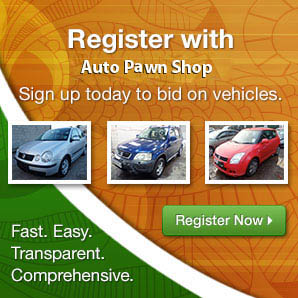 Register with
Auto Pawn Shop
Sign up today to bid on vehicles.
Register Now
Fast. Easy.
Transparent.
Comprehensive.